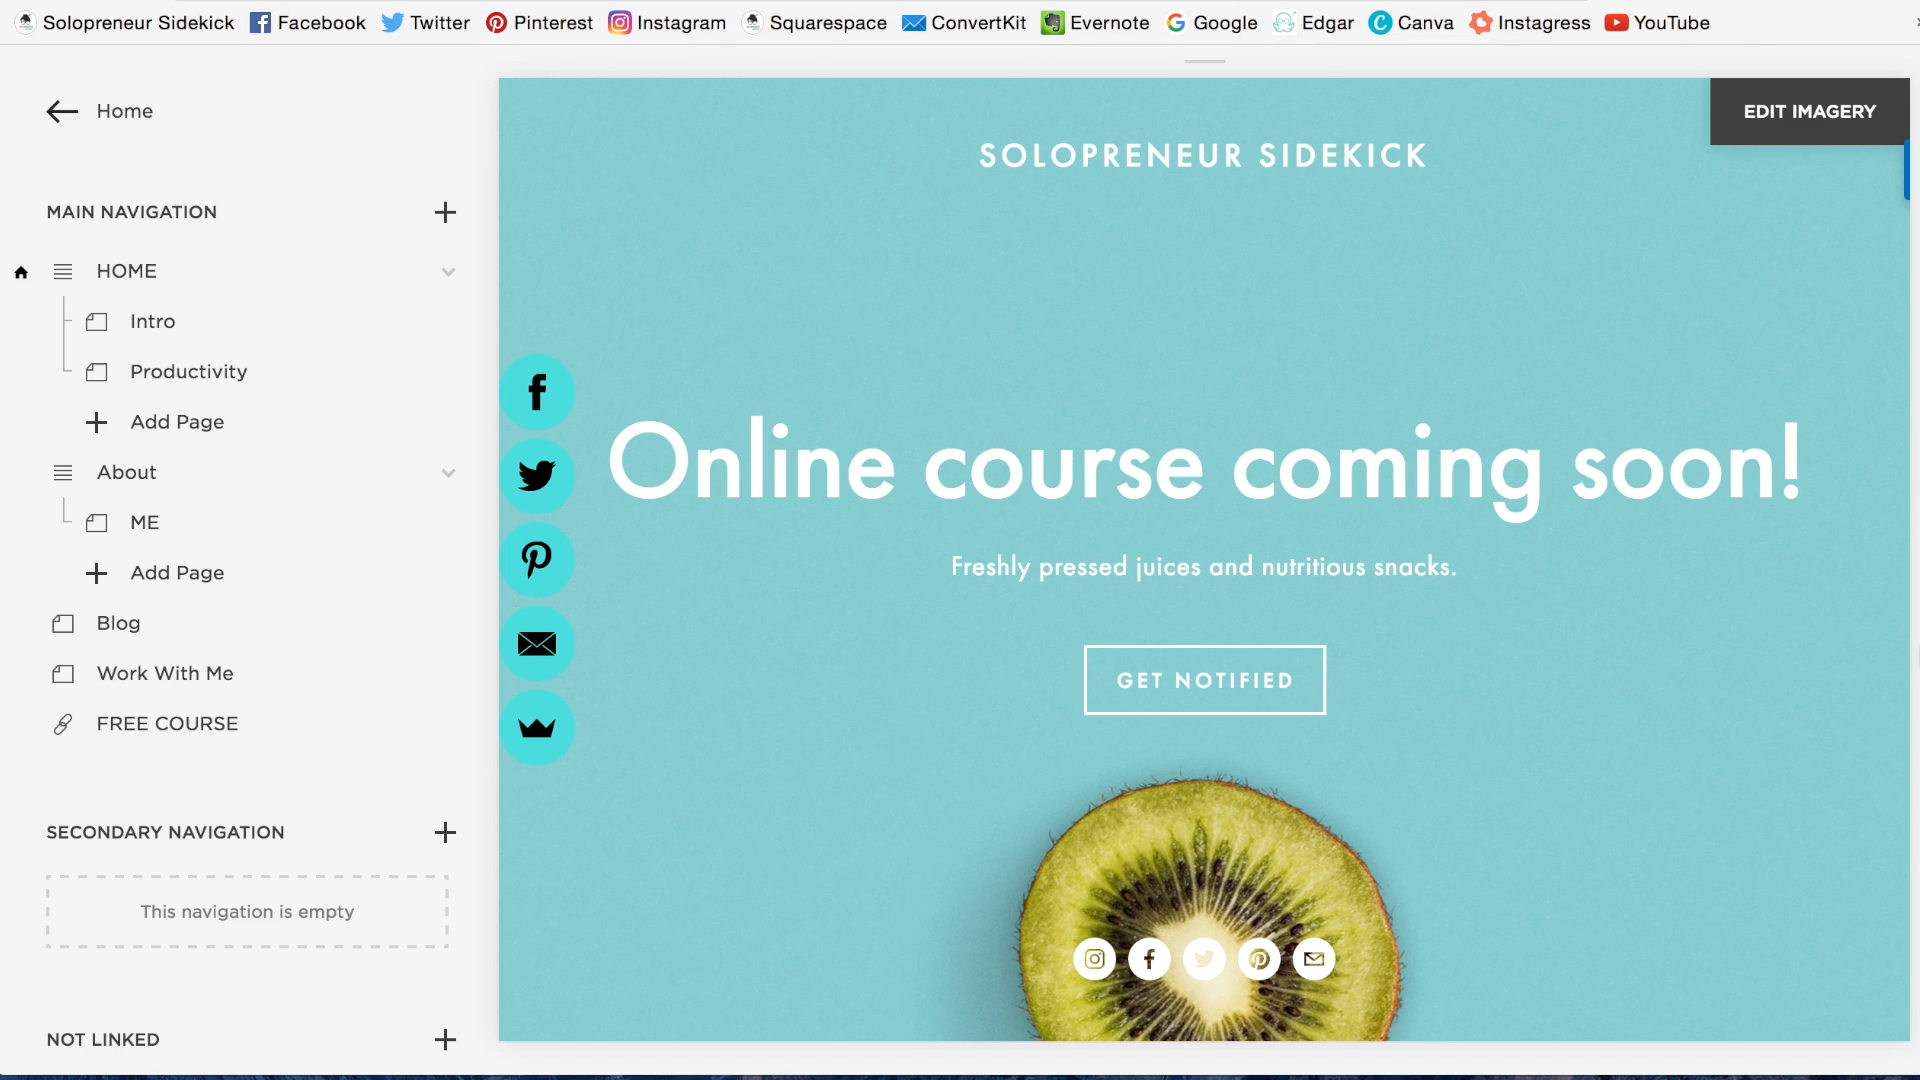 Solopreneur Sidekick Facebook Twitter Pinterest Instagram Squarespace ConvertKit Evernote Google Edgar Canva Instagress YouTube
Home
EDIT IMAGERY
SOLOPRENEUR SIDEKICK
MAIN NAVIGATION
HOME
Intro
Productivity
Add Page
About
ME
Add Page
Blog
Work With Me
FREE COURSE
SECONDARY NAVIGATION
This navigation is empty
NOT LINKED
Online course coming soon!
Freshly pressed juices and nutritious snacks.
GET NOTIFIED